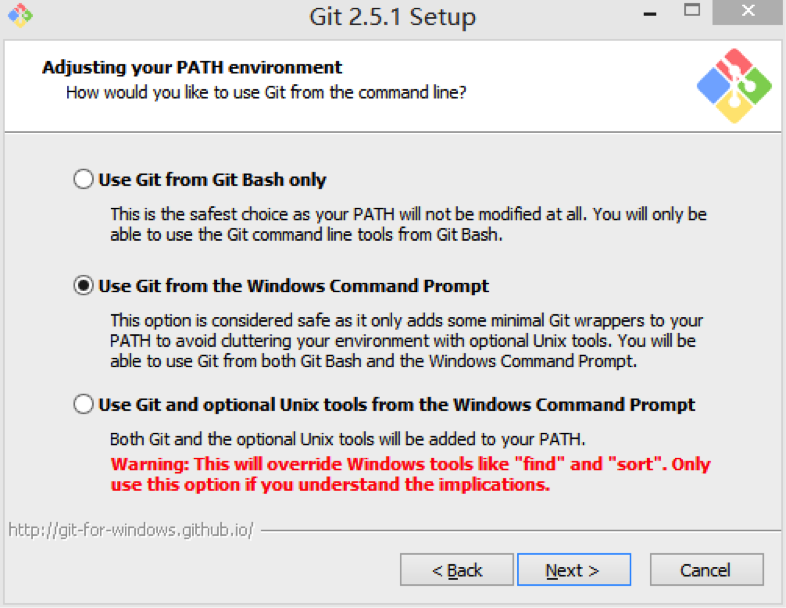 Git 2.5.1 Setup
Adjusting your PATH environment
How would you like to use Git from the command line?
Use Git from Git Bash only
This is the safest choice as your PATH will not be modified at all. You will only be
able to use the Git command line tools from Git Bash.
Use Git from the Windows Command Prompt
This option is considered safe as it only adds some minimal Git wrappers to your
PATH to avoid cluttering your environment with optional Unix tools. You will be
able to use Git from both Git Bash and the Windows Command Prompt.
Use Git and optional Unix tools from the Windows Command Prompt
Both Git and the optional Unix tools will be added to your PATH.
Warning: This will override Windows tools like "find" and "sort". Only
use this option if you understand the implications.
http://git-for-windows.github.io/
< Back Next > Cancel